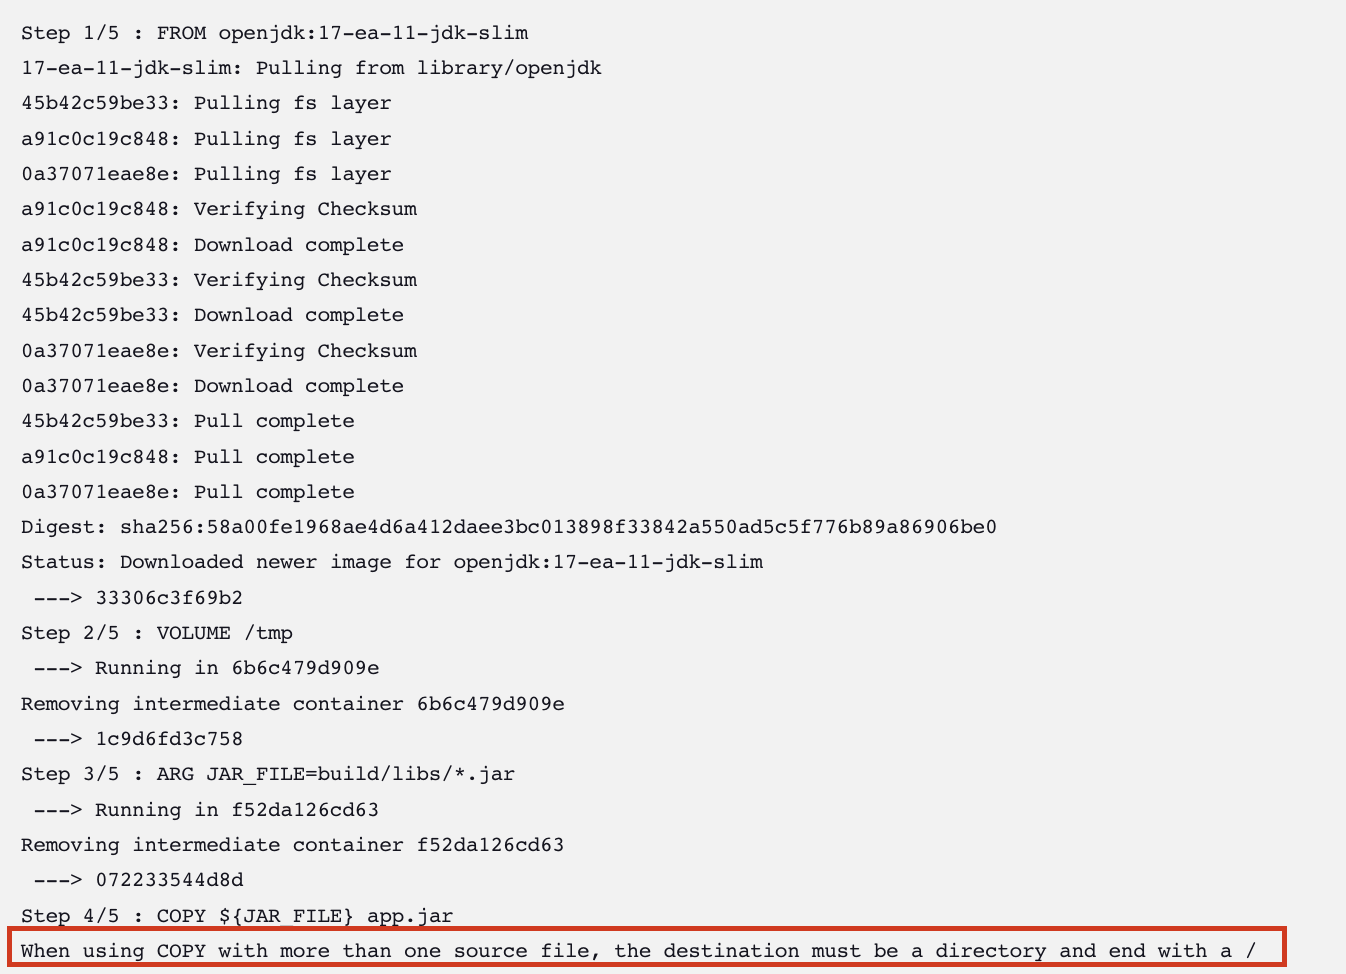 Step 1/5 : FROM openjdk:17-ea-11-jdk-slim
17-ea-11-jdk-slim: Pulling from library/openjdk
45b42c59be33: Pulling fs layer
a91c0c19c848: Pulling fs layer
0a37071eae8e: Pulling fs layer
a91c0c19c848: Verifying Checksum
a91c0c19c848: Download complete
45b42c59be33: Verifying Checksum
45b42c59be33: Download complete
0a37071eae8e: Verifying Checksum
0a37071eae8e: Download complete
45b42c59be33: Pull complete
a91c0c19c848: Pull complete
0a37071eae8e: Pull complete
Digest: sha256:58a00fe1968ae4d6a412daee3bc013898f33842a550ad5c5f776b89a86906be0
Status: Downloaded newer image for openjdk:17-ea-11-jdk-slim
 ---> 33306c3f69b2
Step 2/5 : VOLUME /tmp
 ---> Running in 6b6c479d909e
Removing intermediate container 6b6c479d909e
 ---> 1c9d6fd3c758
Step 3/5 : ARG JAR_FILE=build/libs/*.jar
 ---> Running in f52da126cd63
Removing intermediate container f52da126cd63
 ---> 072233544d8d
Step 4/5 : COPY ${JAR_FILE} app.jar
When using COPY with more than one source file, the destination must be a directory and end with a /